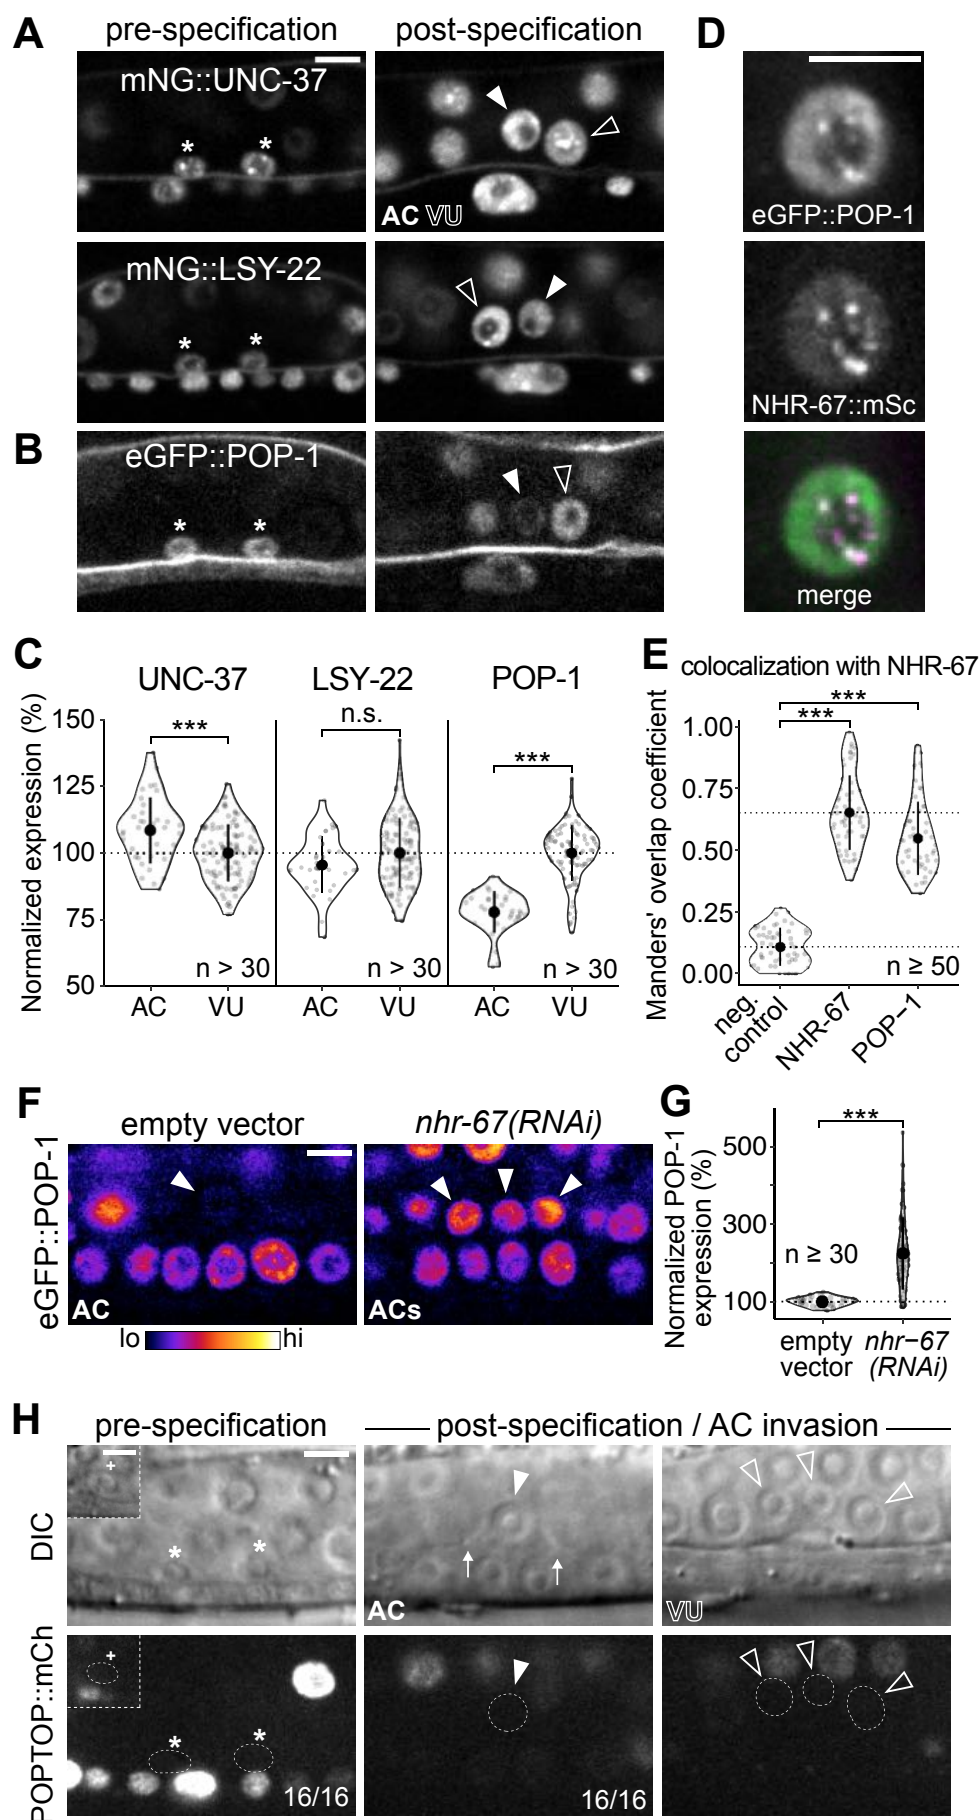 A
pre-specification
post-specification
D
mNG::UNC-37
*
*
AC VU
eGFP::POP-1
mNG::LSY-22
*
*
NHR-67::mSc
B
eGFP::POP-1
*
*
merge
C
UNC-37
LSY-22
POP-1
Normalized expression (%)
150
125
100
75
50
***
n.s.
***
n > 30
n > 30
n > 30
AC
VU
AC
VU
AC
VU
E
colocalization with NHR-67
Manders' overlap coefficient
***
***
1.00
0.75
0.50
0.25
0.00
n ≥ 50
neg. control
NHR-67
POP−1
F
empty vector
nhr-67(RNAi)
eGFP::POP-1
AC
ACs
lo
hi
G
Normalized POP-1
expression (%)
***
500
300
100
n ≥ 30
empty
vector
nhr−67
(RNAi)
H
pre-specification
post-specification / AC invasion
DIC
+
*
*
AC
VU
POPTOP::mCh
+
*
*
16/16
16/16